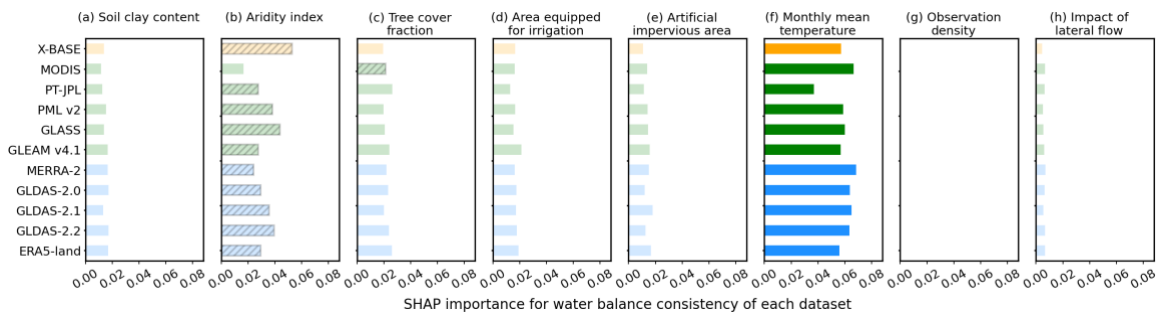 (a) Soil clay content
(b) Aridity index
(c) Tree cover
fraction
(d) Area equipped
for irrigation
(e) Artificial
impervious area
(f) Monthly mean
temperature
(g) Observation
density
(h) Impact of
lateral flow
X-BASE
MODIS
PT-JPL
PML v2
GLASS
GLEAM v4.1
MERRA-2
GLDAS-2.0
GLDAS-2.1
GLDAS-2.2
ERA5-land
0.00 0.02 0.04 0.06 0.08
0.00 0.02 0.04 0.06 0.08
0.00 0.02 0.04 0.06 0.08
0.00 0.02 0.04 0.06 0.08
0.00 0.02 0.04 0.06 0.08
0.00 0.02 0.04 0.06 0.08
0.00 0.02 0.04 0.06 0.08
0.00 0.02 0.04 0.06 0.08
SHAP importance for water balance consistency of each dataset